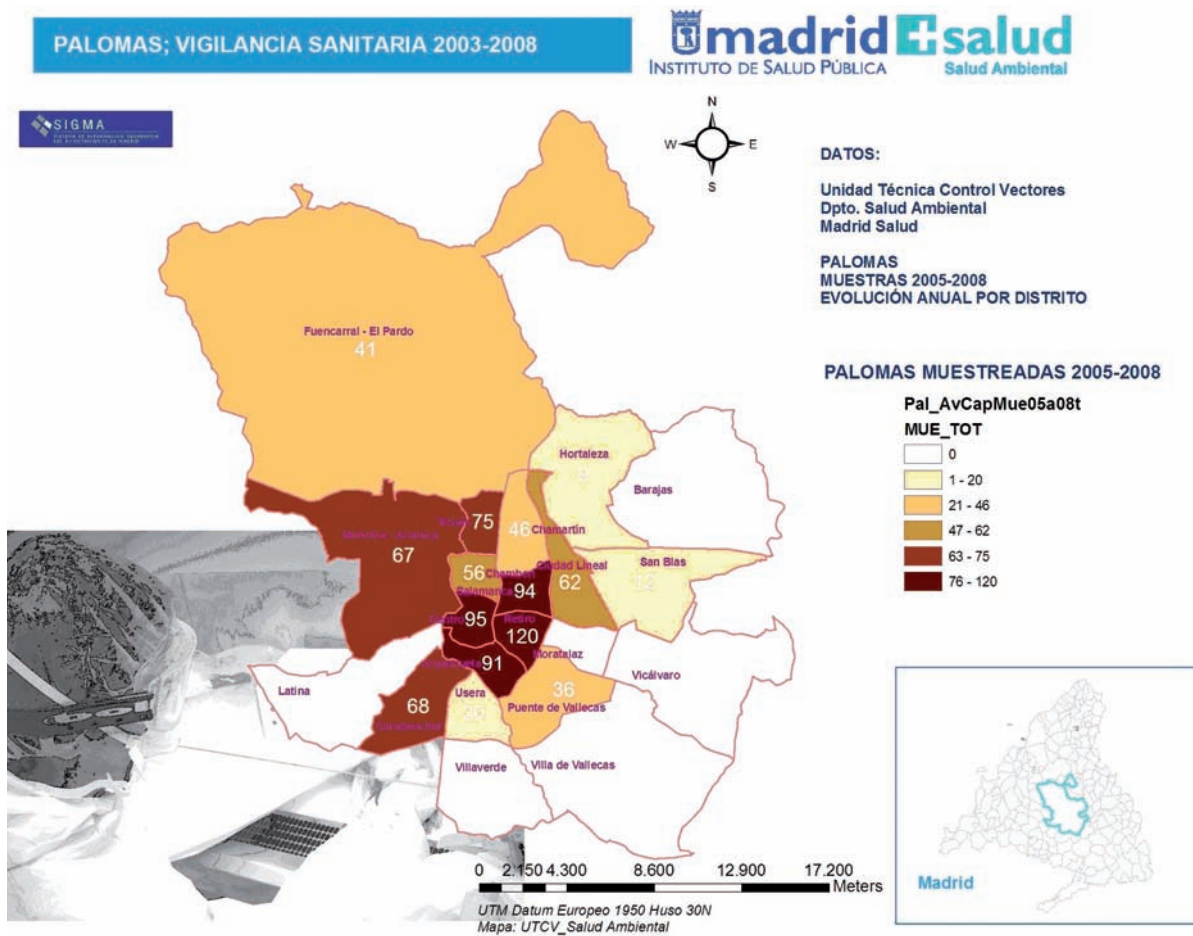 PALOMAS; VIGILANCIA SANITARIA 2003-2008
madrid salud
INSTITUTO DE SALUD PÚBLICA
Salud Ambiental
SIGMA
N
W E
S
DATOS:
Unidad Técnica Control Vectores
Dpto. Salud Ambiental
Madrid Salud
PALOMAS
MUESTRAS 2005-2008
EVOLUCIÓN ANUAL POR DISTRITO
PALOMAS MUESTREADAS 2005-2008
Pal_AvCapMue05a08t
MUE_TOT
0
1 - 20
21 - 46
47 - 62
63 - 75
76 - 120
Fuencarral - El Pardo
41
Hortaleza
Barajas
75
46
Chamartín
67
San Blas
Ciudad Lineal
62
56
Chamberí
Salamanca
94
Centro
95
Retiro
120
91
Moratalaz
Vicálvaro
Latina
68
Usera
36
Puente de Vallecas
Villaverde
Villa de Vallecas
0 2.150 4.300 8.600 12.900 17.200
Meters
UTM Datum Europeo 1950 Huso 30N
Mapa: UTCV_Salud Ambiental
Madrid